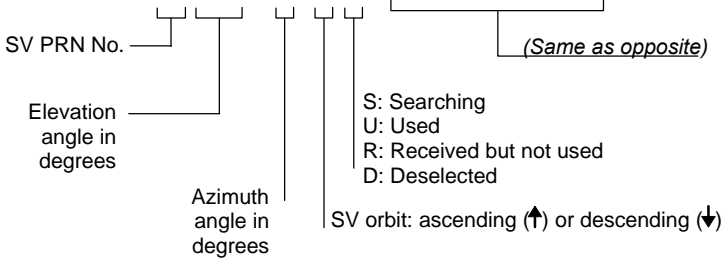 SV PRN No.
(Same as opposite)
Elevation
angle in
degrees
S: Searching
U: Used
R: Received but not used
D: Deselected
Azimuth
angle in
degrees
SV orbit: ascending (↑) or descending (↓)